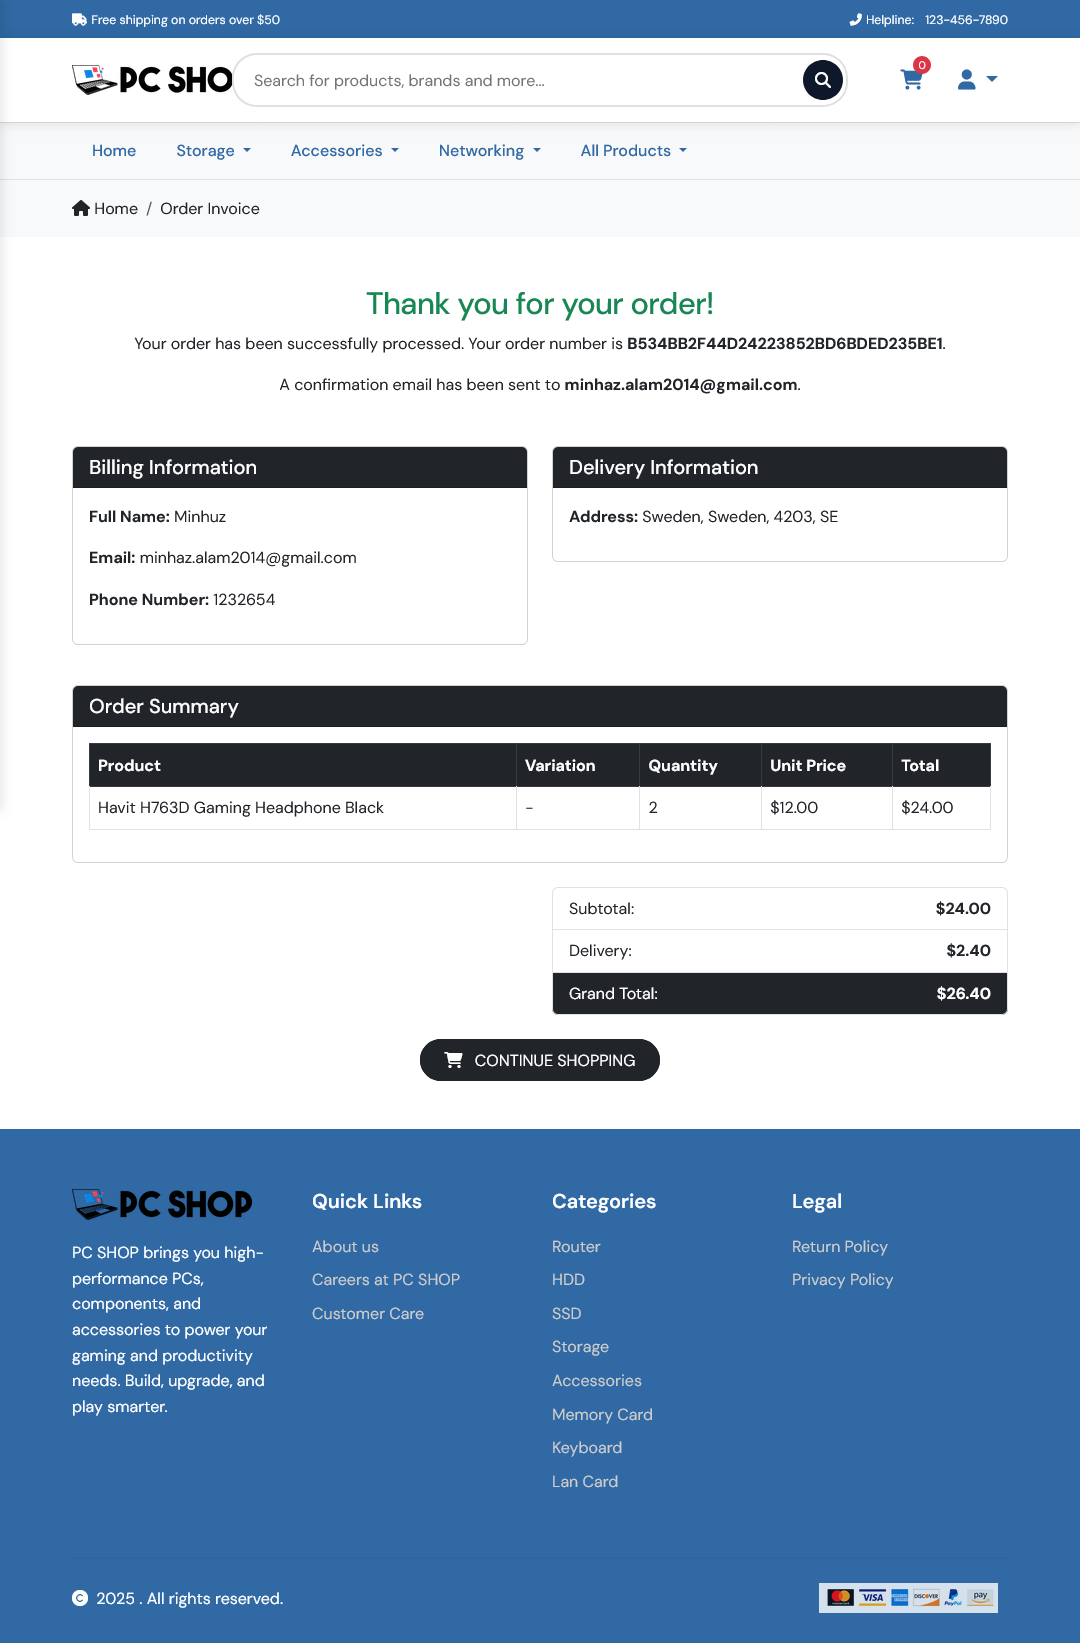 Free shipping on orders over $50
Helpline: 123-456-7890
PC SHO
Search for products, brands and more...
0
Home
Storage
Accessories
Networking
All Products
Home / Order Invoice
Thank you for your order!
Your order has been successfully processed. Your order number is B534BB2F44D24223852BD6BDED235BE1.
A confirmation email has been sent to minhaz.alam2014@gmail.com.
Billing Information
Full Name: Minhuz
Email: minhaz.alam2014@gmail.com
Phone Number: 1232654
Delivery Information
Address: Sweden, Sweden, 4203, SE
Order Summary
Product Variation Quantity Unit Price Total
Havit H763D Gaming Headphone Black - 2 $12.00 $24.00
Subtotal: $24.00
Delivery: $2.40
Grand Total: $26.40
CONTINUE SHOPPING
PC SHOP
PC SHOP brings you high-
performance PCs,
components, and
accessories to power your
gaming and productivity
needs. Build, upgrade, and
play smarter.
Quick Links
About us
Careers at PC SHOP
Customer Care
Categories
Router
HDD
SSD
Storage
Accessories
Memory Card
Keyboard
Lan Card
Legal
Return Policy
Privacy Policy
© 2025 . All rights reserved.
VISA DISCOVER PayPal pay